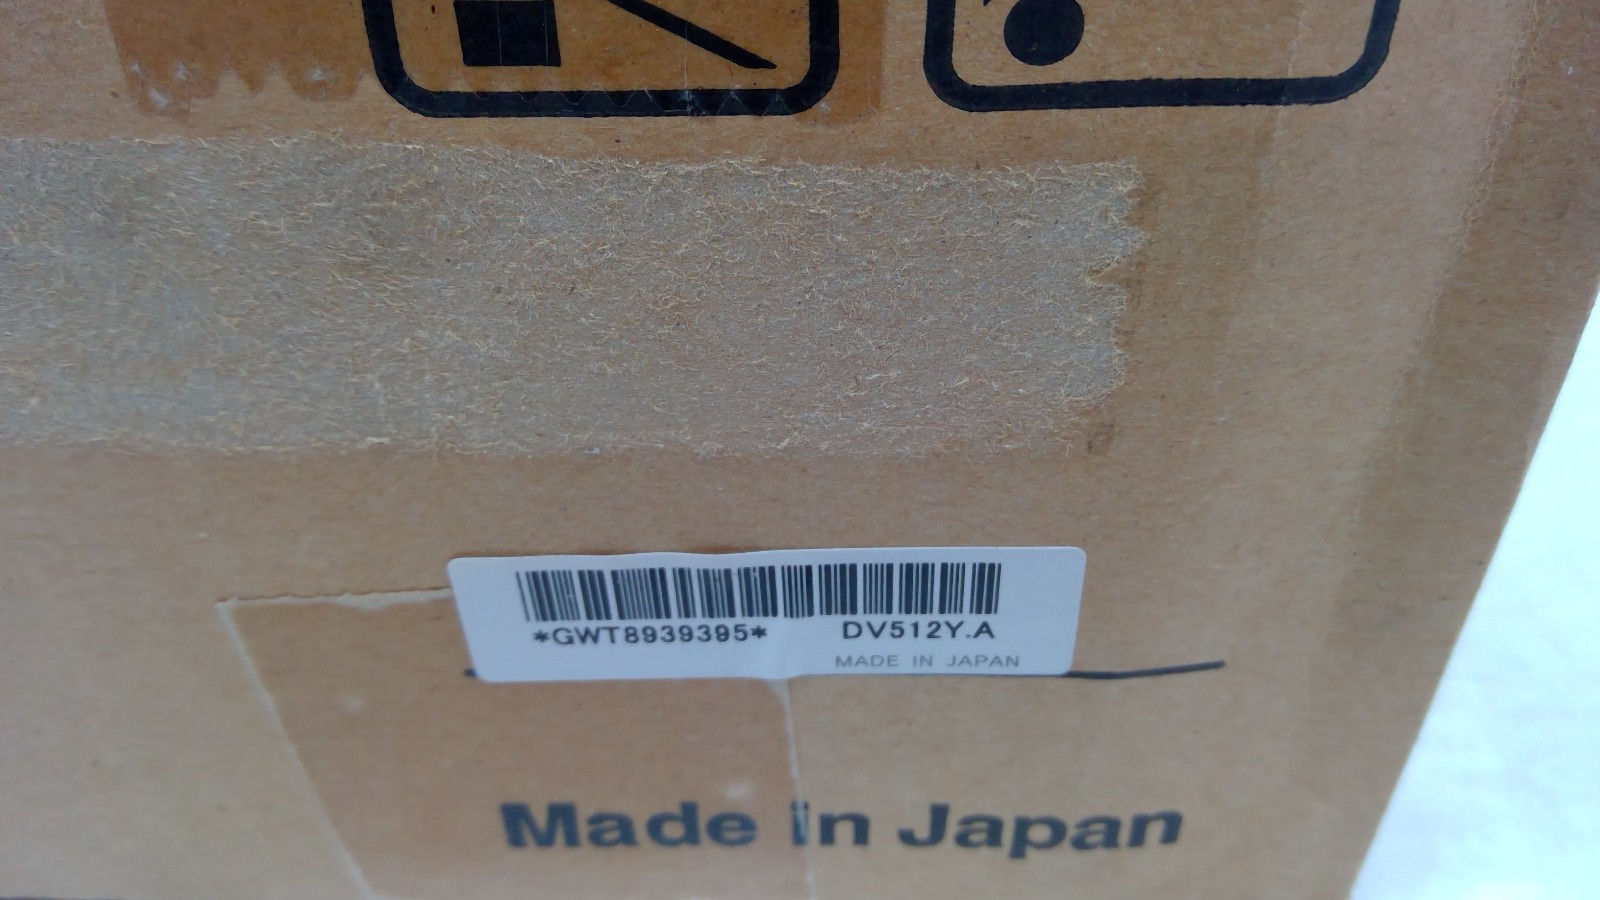 *GWT8939395* DV512Y.A
MADE IN JAPAN
Made in Japan